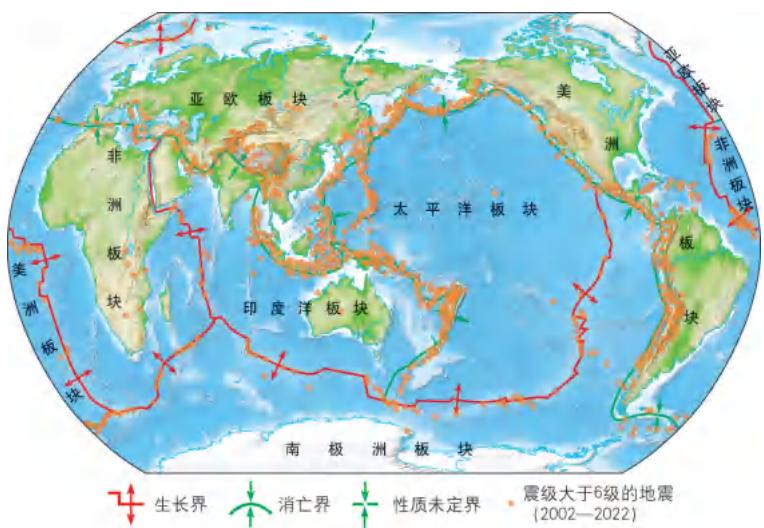 亚欧板块
非洲板块
美洲板块
太平洋板块
印度洋板块
美洲板块
亚欧板块
非洲板块
南极洲板块
生长界
消亡界
性质未定界
震级大于6级的地震
(2002—2022)